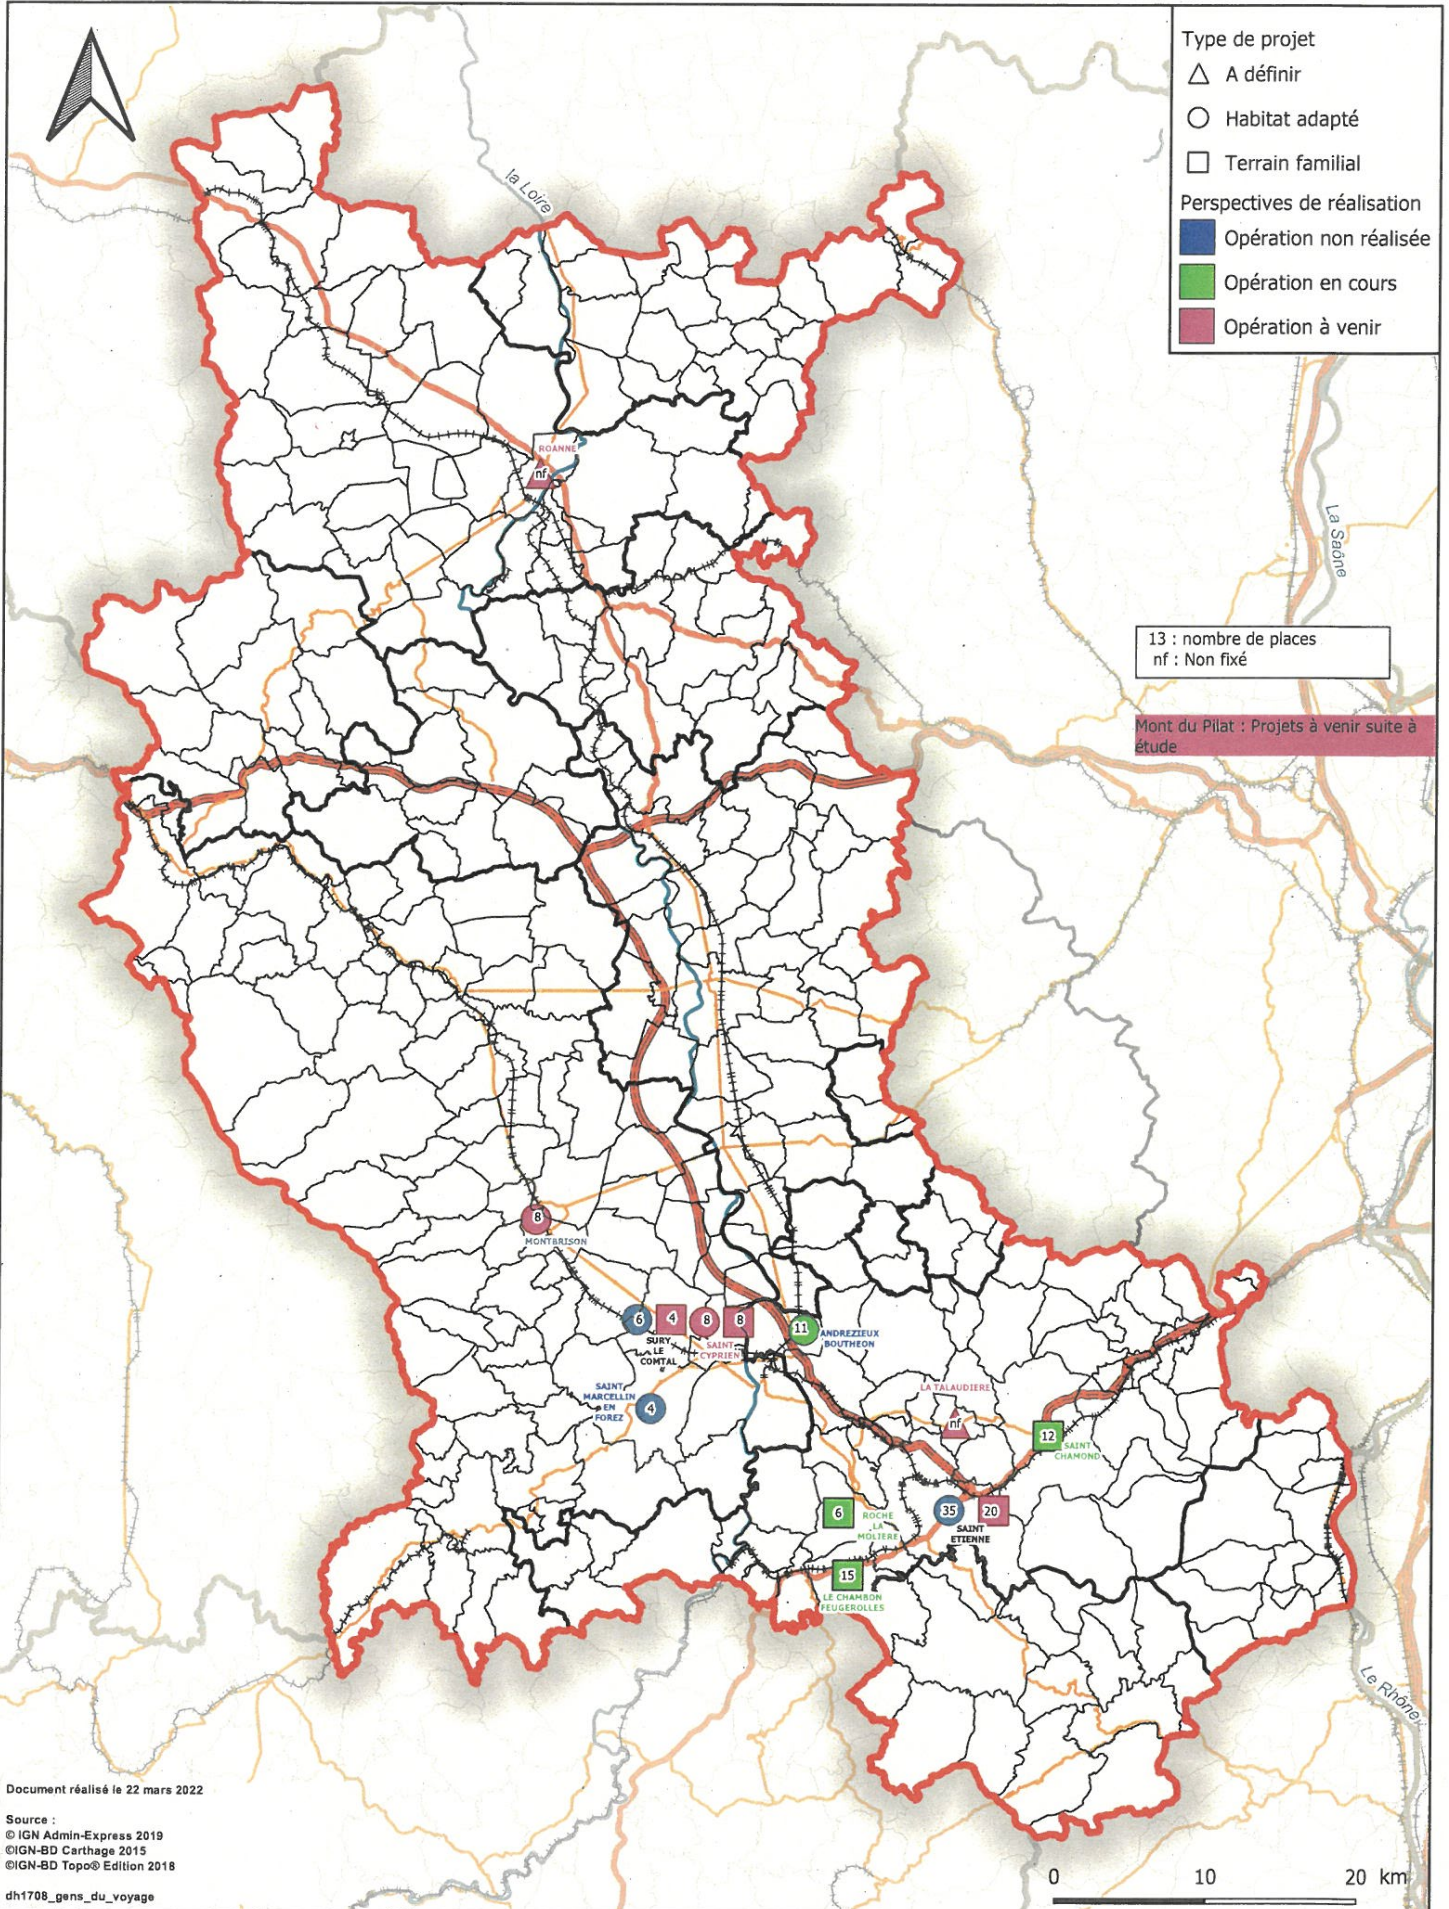 Type de projet
A définir
Habitat adapté
Terrain familial
Perspectives de réalisation
Opération non réalisée
Opération en cours
Opération à venir
la Loire
ROANNE
nf
La Saône
13 : nombre de places
nf : Non fixé
Mont du Pilat : Projets à venir suite à
étude
8
MONTBRISON
6
4
8
8
11
SURY
LE
COMTAL
SAINT
CYPRIEN
ANDREZIEUX
BOUTHEON
SAINT
MARCELLIN
EN
FOREZ
4
LA TALAUDIERE
nf
12
SAINT
CHAMOND
6
ROCHE
LA
MOLIERE
35
20
SAINT
ETIENNE
15
LE CHAMBON
FEUGEROLLES
Le Rhône
Document réalisé le 22 mars 2022
Source :
© IGN Admin-Express 2019
©IGN-BD Carthage 2015
©IGN-BD Topo® Edition 2018
dh1708_gens_du_voyage
0 10 20 km